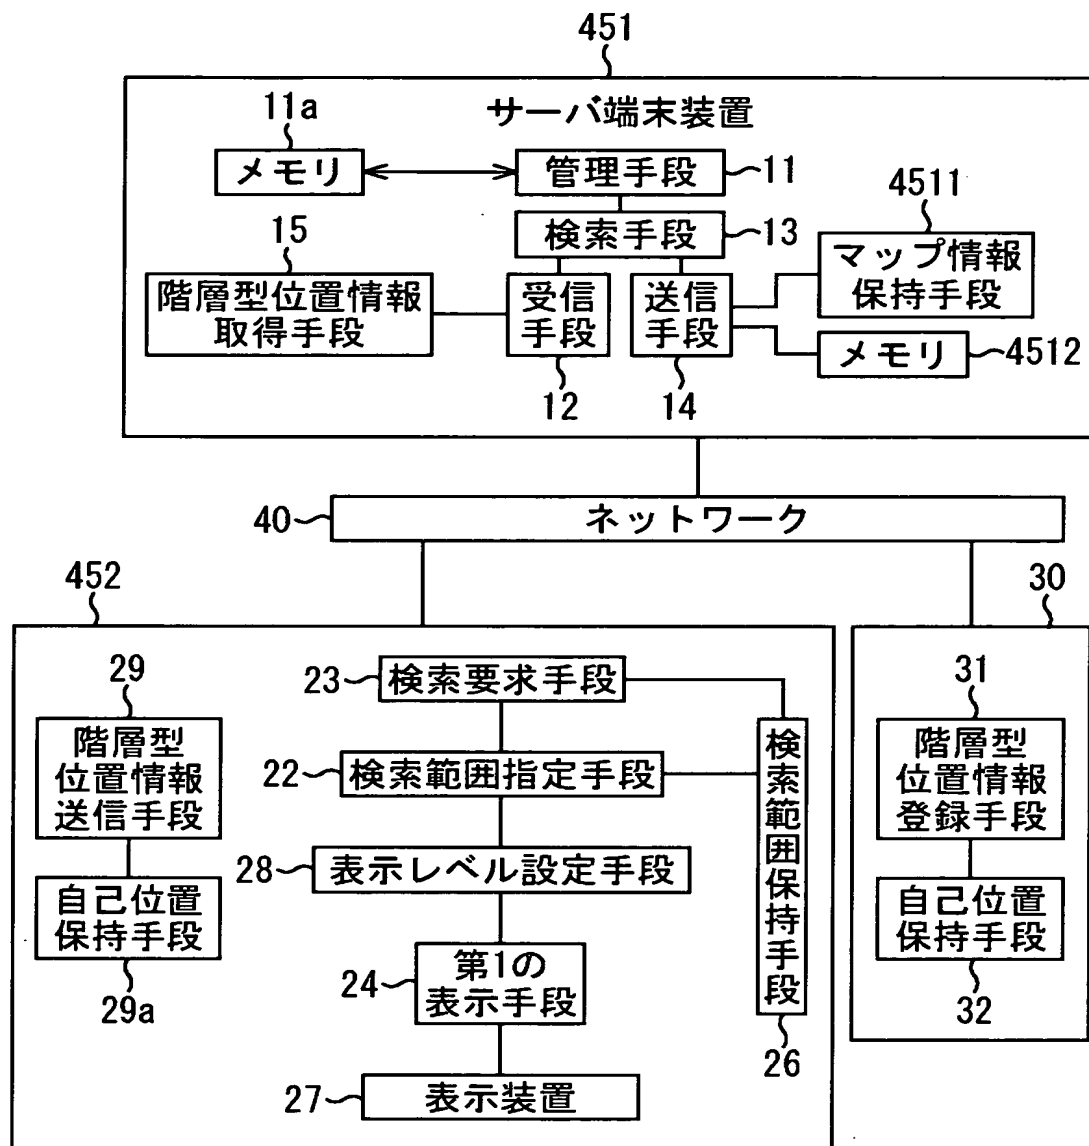 451
サーバ端末装置
11a
メモリ
管理手段
11
検索手段
13
15
階層型位置情報
取得手段
受信
手段
12
送信
手段
14
4511
マップ情報
保持手段
メモリ
4512
40
ネットワーク
452
29
階層型
位置情報
送信手段
自己位置
保持手段
29a
23
検索要求手段
22
検索範囲指定手段
28
表示レベル設定手段
24
第1の
表示手段
27
表示装置
検索範囲保持手段
26
30
31
階層型
位置情報
登録手段
自己位置
保持手段
32